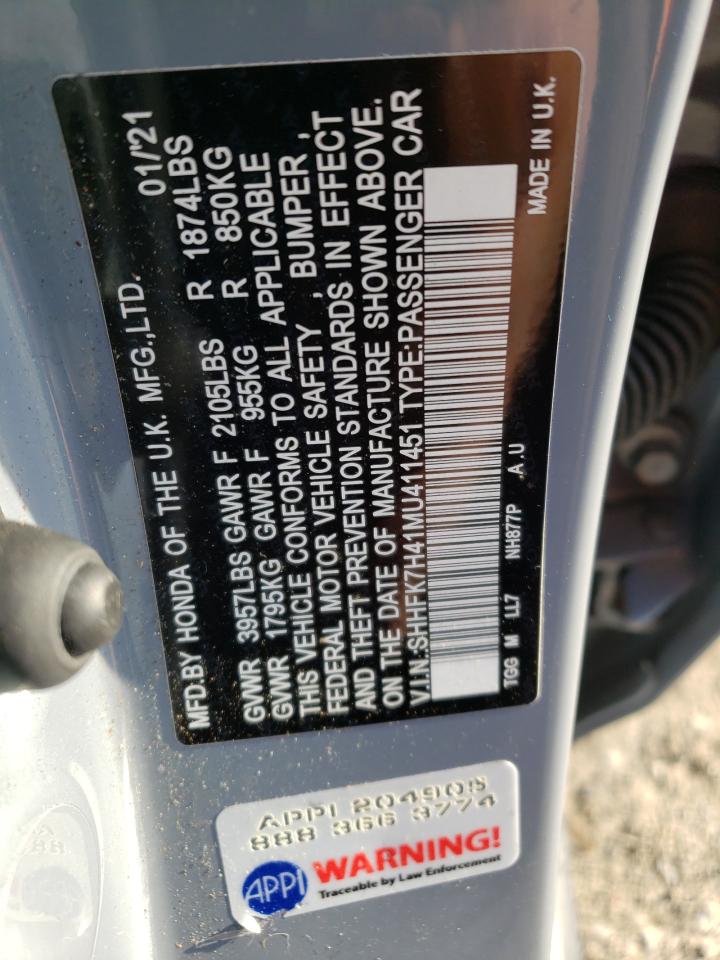 MFD.BY HONDA OF THE U.K. MFG.,LTD. 01/'21
GVWR 3957LBS GAWR F 2105LBS R 1874LBS
GVWR 1795KG GAWR F 955KG R 850KG
THIS VEHICLE CONFORMS TO ALL APPLICABLE
FEDERAL MOTOR VEHICLE SAFETY , BUMPER ,
AND THEFT PREVENTION STANDARDS IN EFFECT
ON THE DATE OF MANUFACTURE SHOWN ABOVE.
V.I.N:SHHFK7H41MU411451 TYPE:PASSENGER CAR
TGG M LL7 NH877P A.U MADE IN U.K.
APPI 204905
888 366 3774
APPI WARNING!
Traceable by Law Enforcement